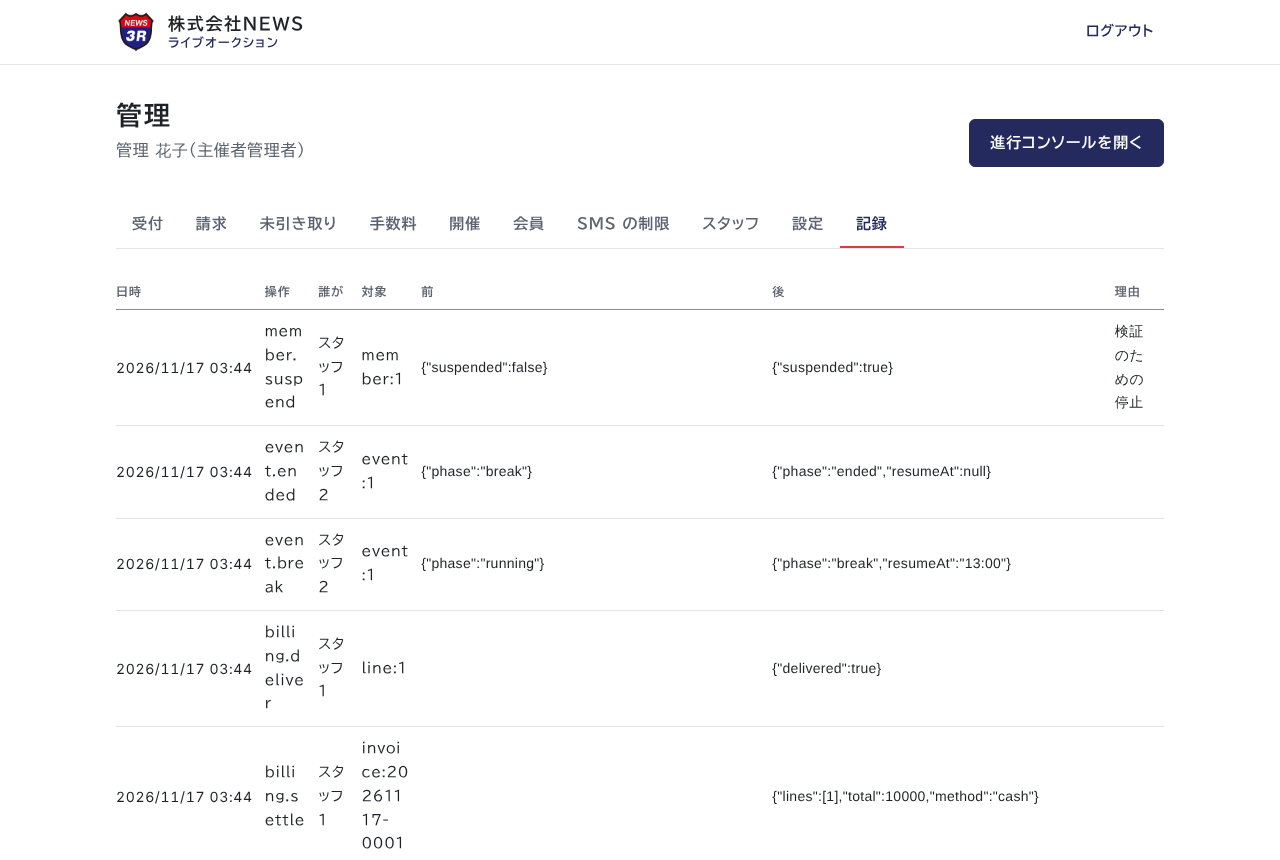 NEWS
3R
株式会社NEWS
ライブオークション
ログアウト
管理
管理 花子（主催者管理者）
進行コンソールを開く
受付 請求 未引き取り 手数料 開催 会員 SMS の制限 スタッフ 設定 記録
日時 操作 誰が 対象 前 後 理由
2026/11/17 03:44
mem
ber.
susp
end
スタ
ッフ
1
mem
ber:1
{"suspended":false}
{"suspended":true}
検証
のた
めの
停止
2026/11/17 03:44
even
t.en
ded
スタ
ッフ
2
event
:1
{"phase":"break"}
{"phase":"ended","resumeAt":null}
2026/11/17 03:44
even
t.bre
ak
スタ
ッフ
2
event
:1
{"phase":"running"}
{"phase":"break","resumeAt":"13:00"}
2026/11/17 03:44
billi
ng.d
elive
r
スタ
ッフ
1
line:1
{"delivered":true}
2026/11/17 03:44
billi
ng.s
ettle
スタ
ッフ
1
invoi
ce:20
2611
17-
0001
{"lines":[1],"total":10000,"method":"cash"}